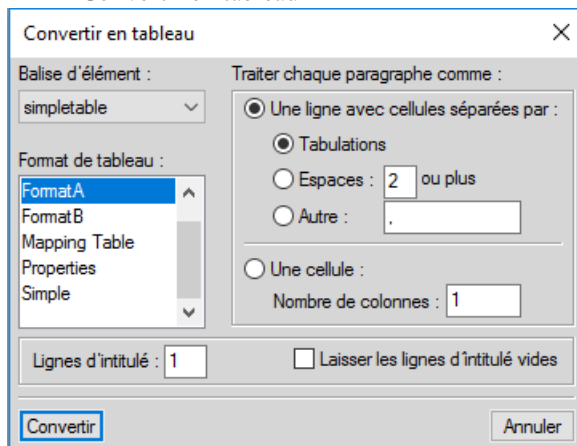 Convertir en tableau
Balise d'élément :
simpletable
Format de tableau :
FormatA
FormatB
Mapping Table
Properties
Simple
Traiter chaque paragraphe comme :
Une ligne avec cellules séparées par :
Tabulations
Espaces : 2 ou plus
Autre : .
Une cellule :
Nombre de colonnes : 1
Lignes d'intitulé : 1
Laisser les lignes d'intitulé vides
Convertir
Annuler